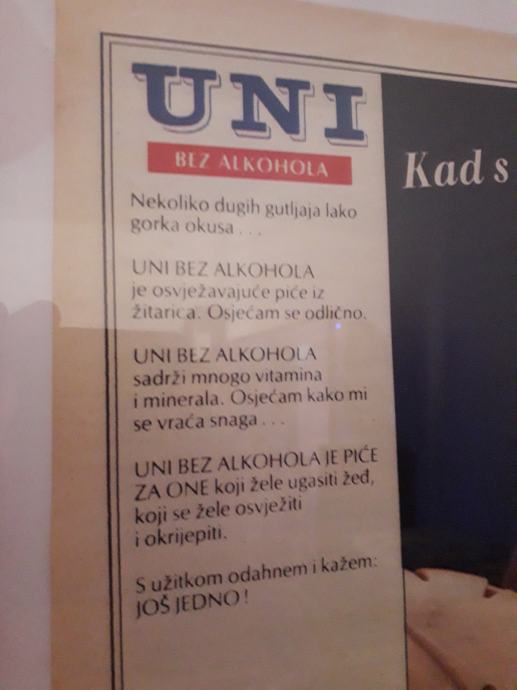 UNI
BEZ ALKOHOLA
Kad s
Nekoliko dugih gutljaja lako
gorka okusa . . .
UNI BEZ ALKOHOLA
je osvježavajuće piće iz
žitarica. Osjećam se odlično.
UNI BEZ ALKOHOLA
sadrži mnogo vitamina
i minerala. Osjećam kako mi
se vraća snaga . . .
UNI BEZ ALKOHOLA JE PIĆE
ZA ONE koji žele ugasiti žeđ,
koji se žele osvježiti
i okrijepiti.
S užitkom odahnem i kažem:
JOŠ JEDNO !